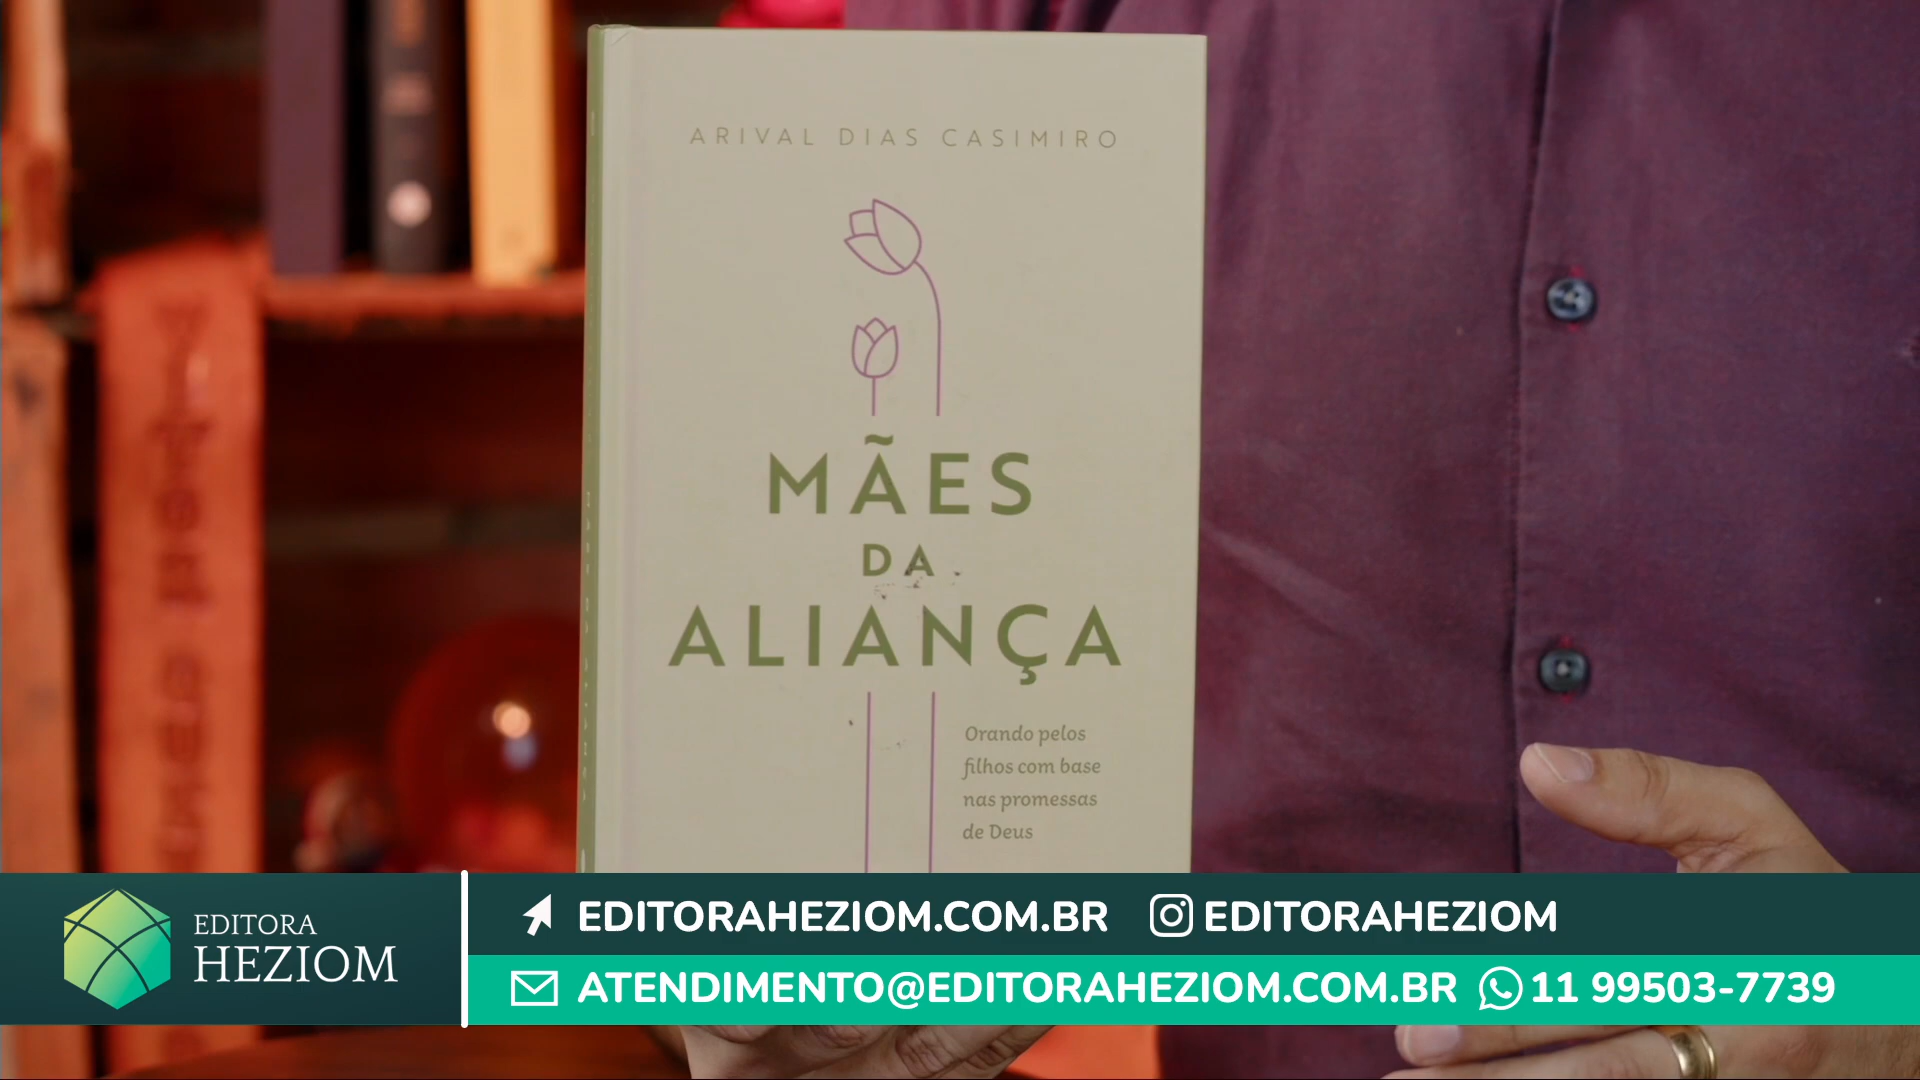 ARIVAL DIAS CASIMIRO
MÃES
DA
ALIANÇA
Orando pelos
filhos com base
nas promessas
de Deus
EDITORA
HEZIOM
EDITORAHEZIOM.COM.BR EDITORAHEZIOM
ATENDIMENTO@EDITORAHEZIOM.COM.BR 11 99503-7739